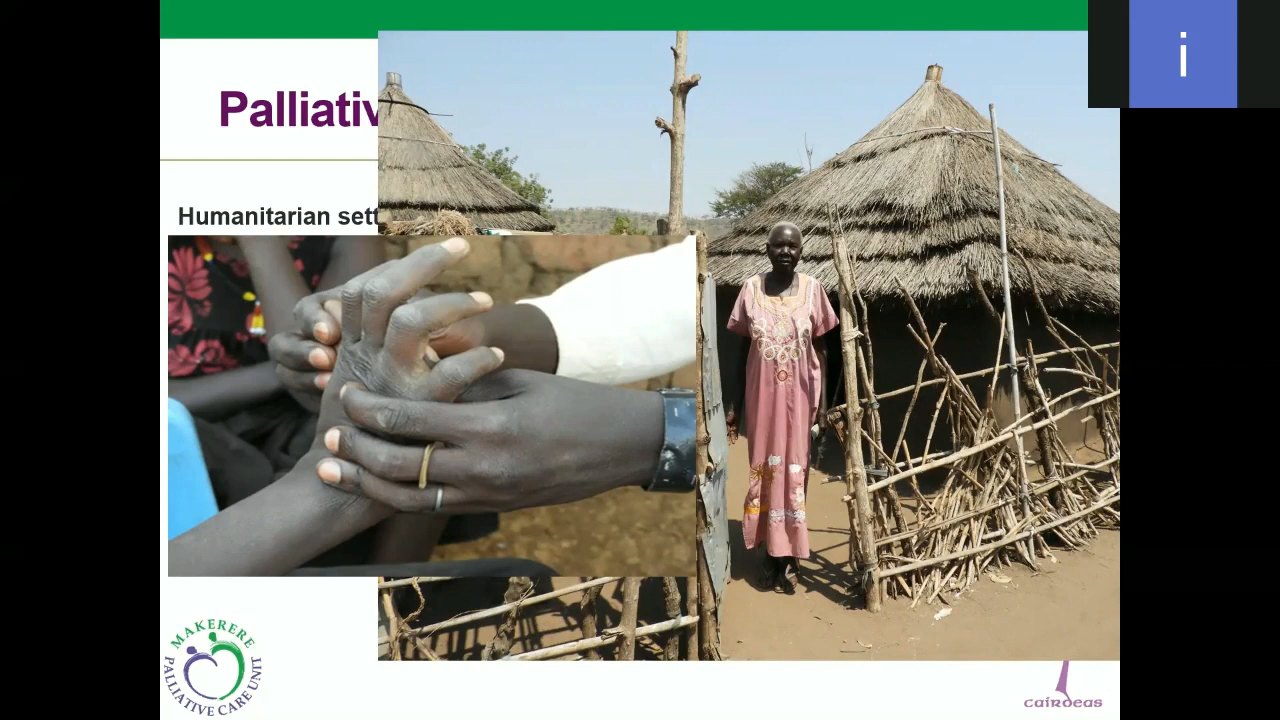 i
Palliativ
Humanitarian sett
MAKERERE
PALLIATIVE CARE UNIT
cairdeas